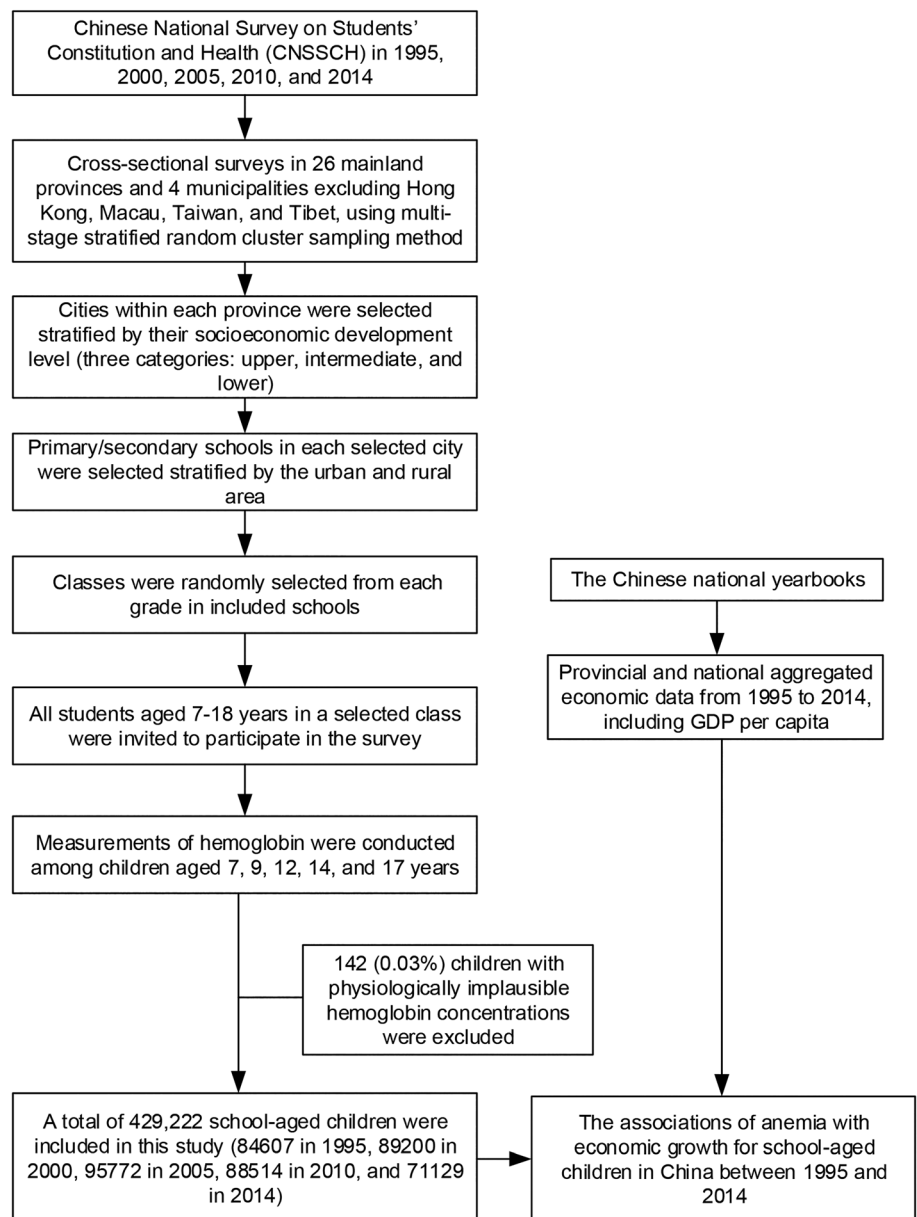 Chinese National Survey on Students’
Constitution and Health (CNSSCH) in 1995,
2000, 2005, 2010, and 2014
Cross-sectional surveys in 26 mainland
provinces and 4 municipalities excluding Hong
Kong, Macau, Taiwan, and Tibet, using multi-
stage stratified random cluster sampling method
Cities within each province were selected
stratified by their socioeconomic development
level (three categories: upper, intermediate, and
lower)
Primary/secondary schools in each selected city
were selected stratified by the urban and rural
area
Classes were randomly selected from each
grade in included schools
The Chinese national yearbooks
All students aged 7-18 years in a selected class
were invited to participate in the survey
Provincial and national aggregated
economic data from 1995 to 2014,
including GDP per capita
Measurements of hemoglobin were conducted
among children aged 7, 9, 12, 14, and 17 years
142 (0.03%) children with
physiologically implausible
hemoglobin concentrations
were excluded
A total of 429,222 school-aged children were
included in this study (84607 in 1995, 89200 in
2000, 95772 in 2005, 88514 in 2010, and 71129
in 2014)
The associations of anemia with
economic growth for school-aged
children in China between 1995 and
2014